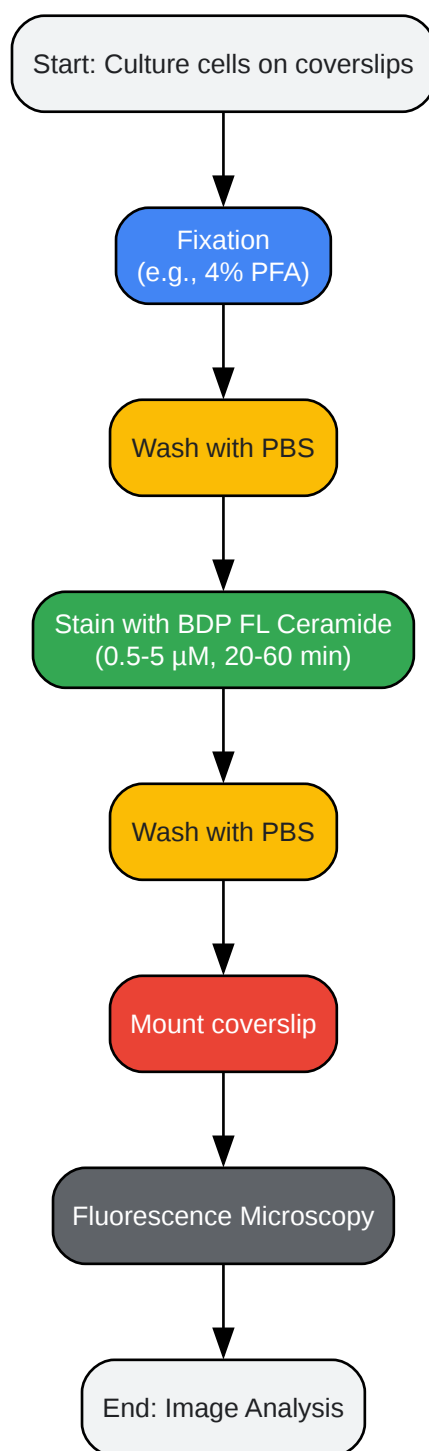 Start: Culture cells on coverslips
Fixation
(e.g., 4% PFA)
Wash with PBS
Stain with BDP FL Ceramide
(0.5-5 µM, 20-60 min)
Wash with PBS
Mount coverslip
Fluorescence Microscopy
End: Image Analysis